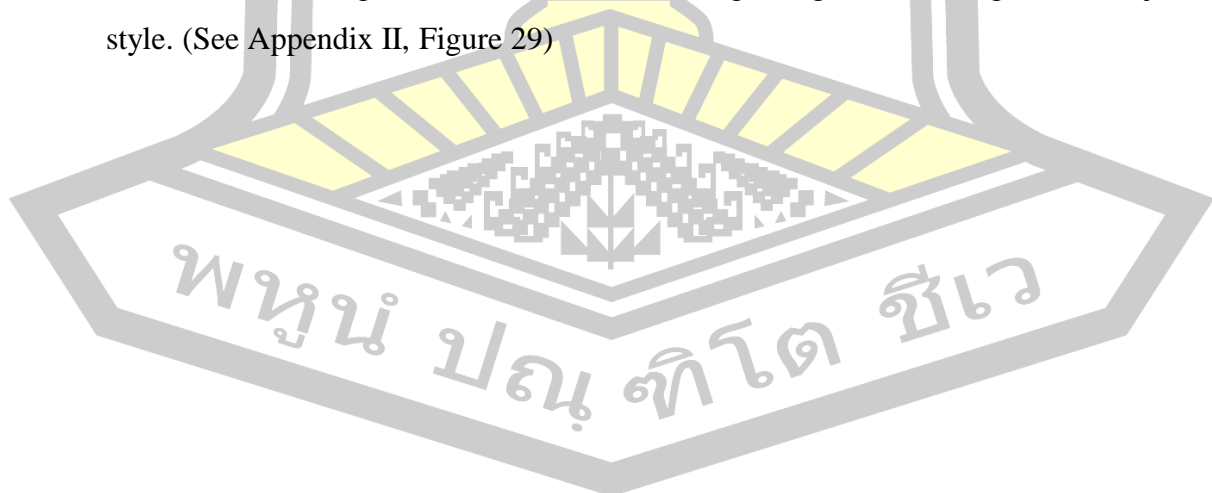 style. (See Appendix II, Figure 29)
พหูนํ ปณฺฑิโต ชีเว